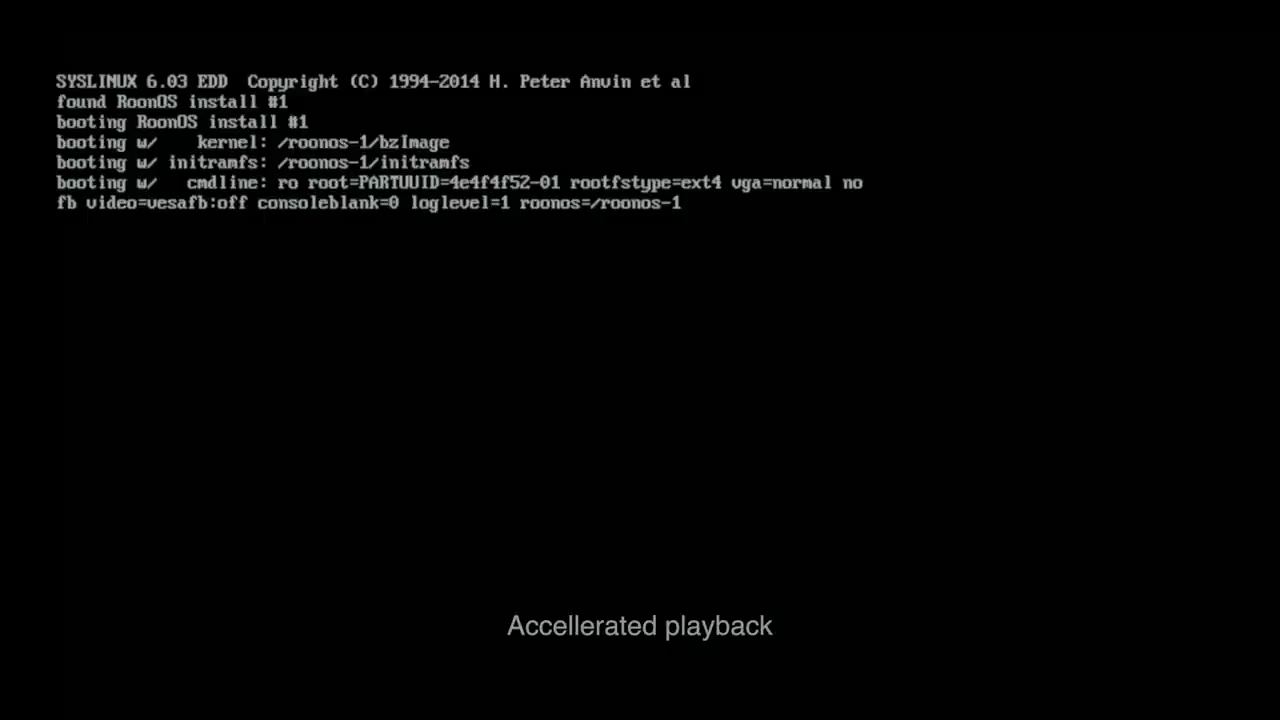 SYSLINUX 6.03 EDD  Copyright (C) 1994-2014 H. Peter Anvin et al
found RoonOS install #1
booting RoonOS install #1
booting w/    kernel: /roonos-1/bzImage
booting w/ initramfs: /roonos-1/initramfs
booting w/   cmdline: ro root=PARTUUID=4e4f4f52-01 rootfstype=ext4 vga=normal no
fb video=vesafb:off consoleblank=0 loglevel=1 roonos=/roonos-1
Accellerated playback